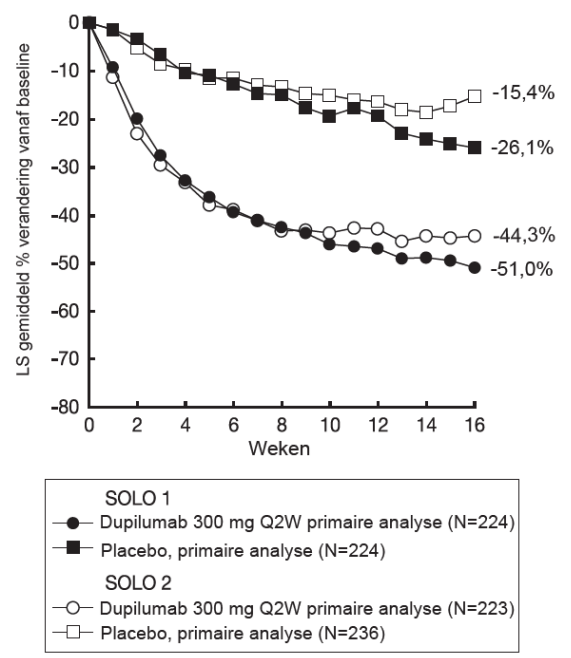 LS gemiddeld % verandering vanaf baseline
0
-10
-20
-30
-40
-50
-60
-70
-80
-15,4%
-26,1%
-44,3%
-51,0%
0 2 4 6 8 10 12 14 16
Weken
SOLO 1
Dupilumab 300 mg Q2W primaire analyse (N=224)
Placebo, primaire analyse (N=224)
SOLO 2
Dupilumab 300 mg Q2W primaire analyse (N=223)
Placebo, primaire analyse (N=236)